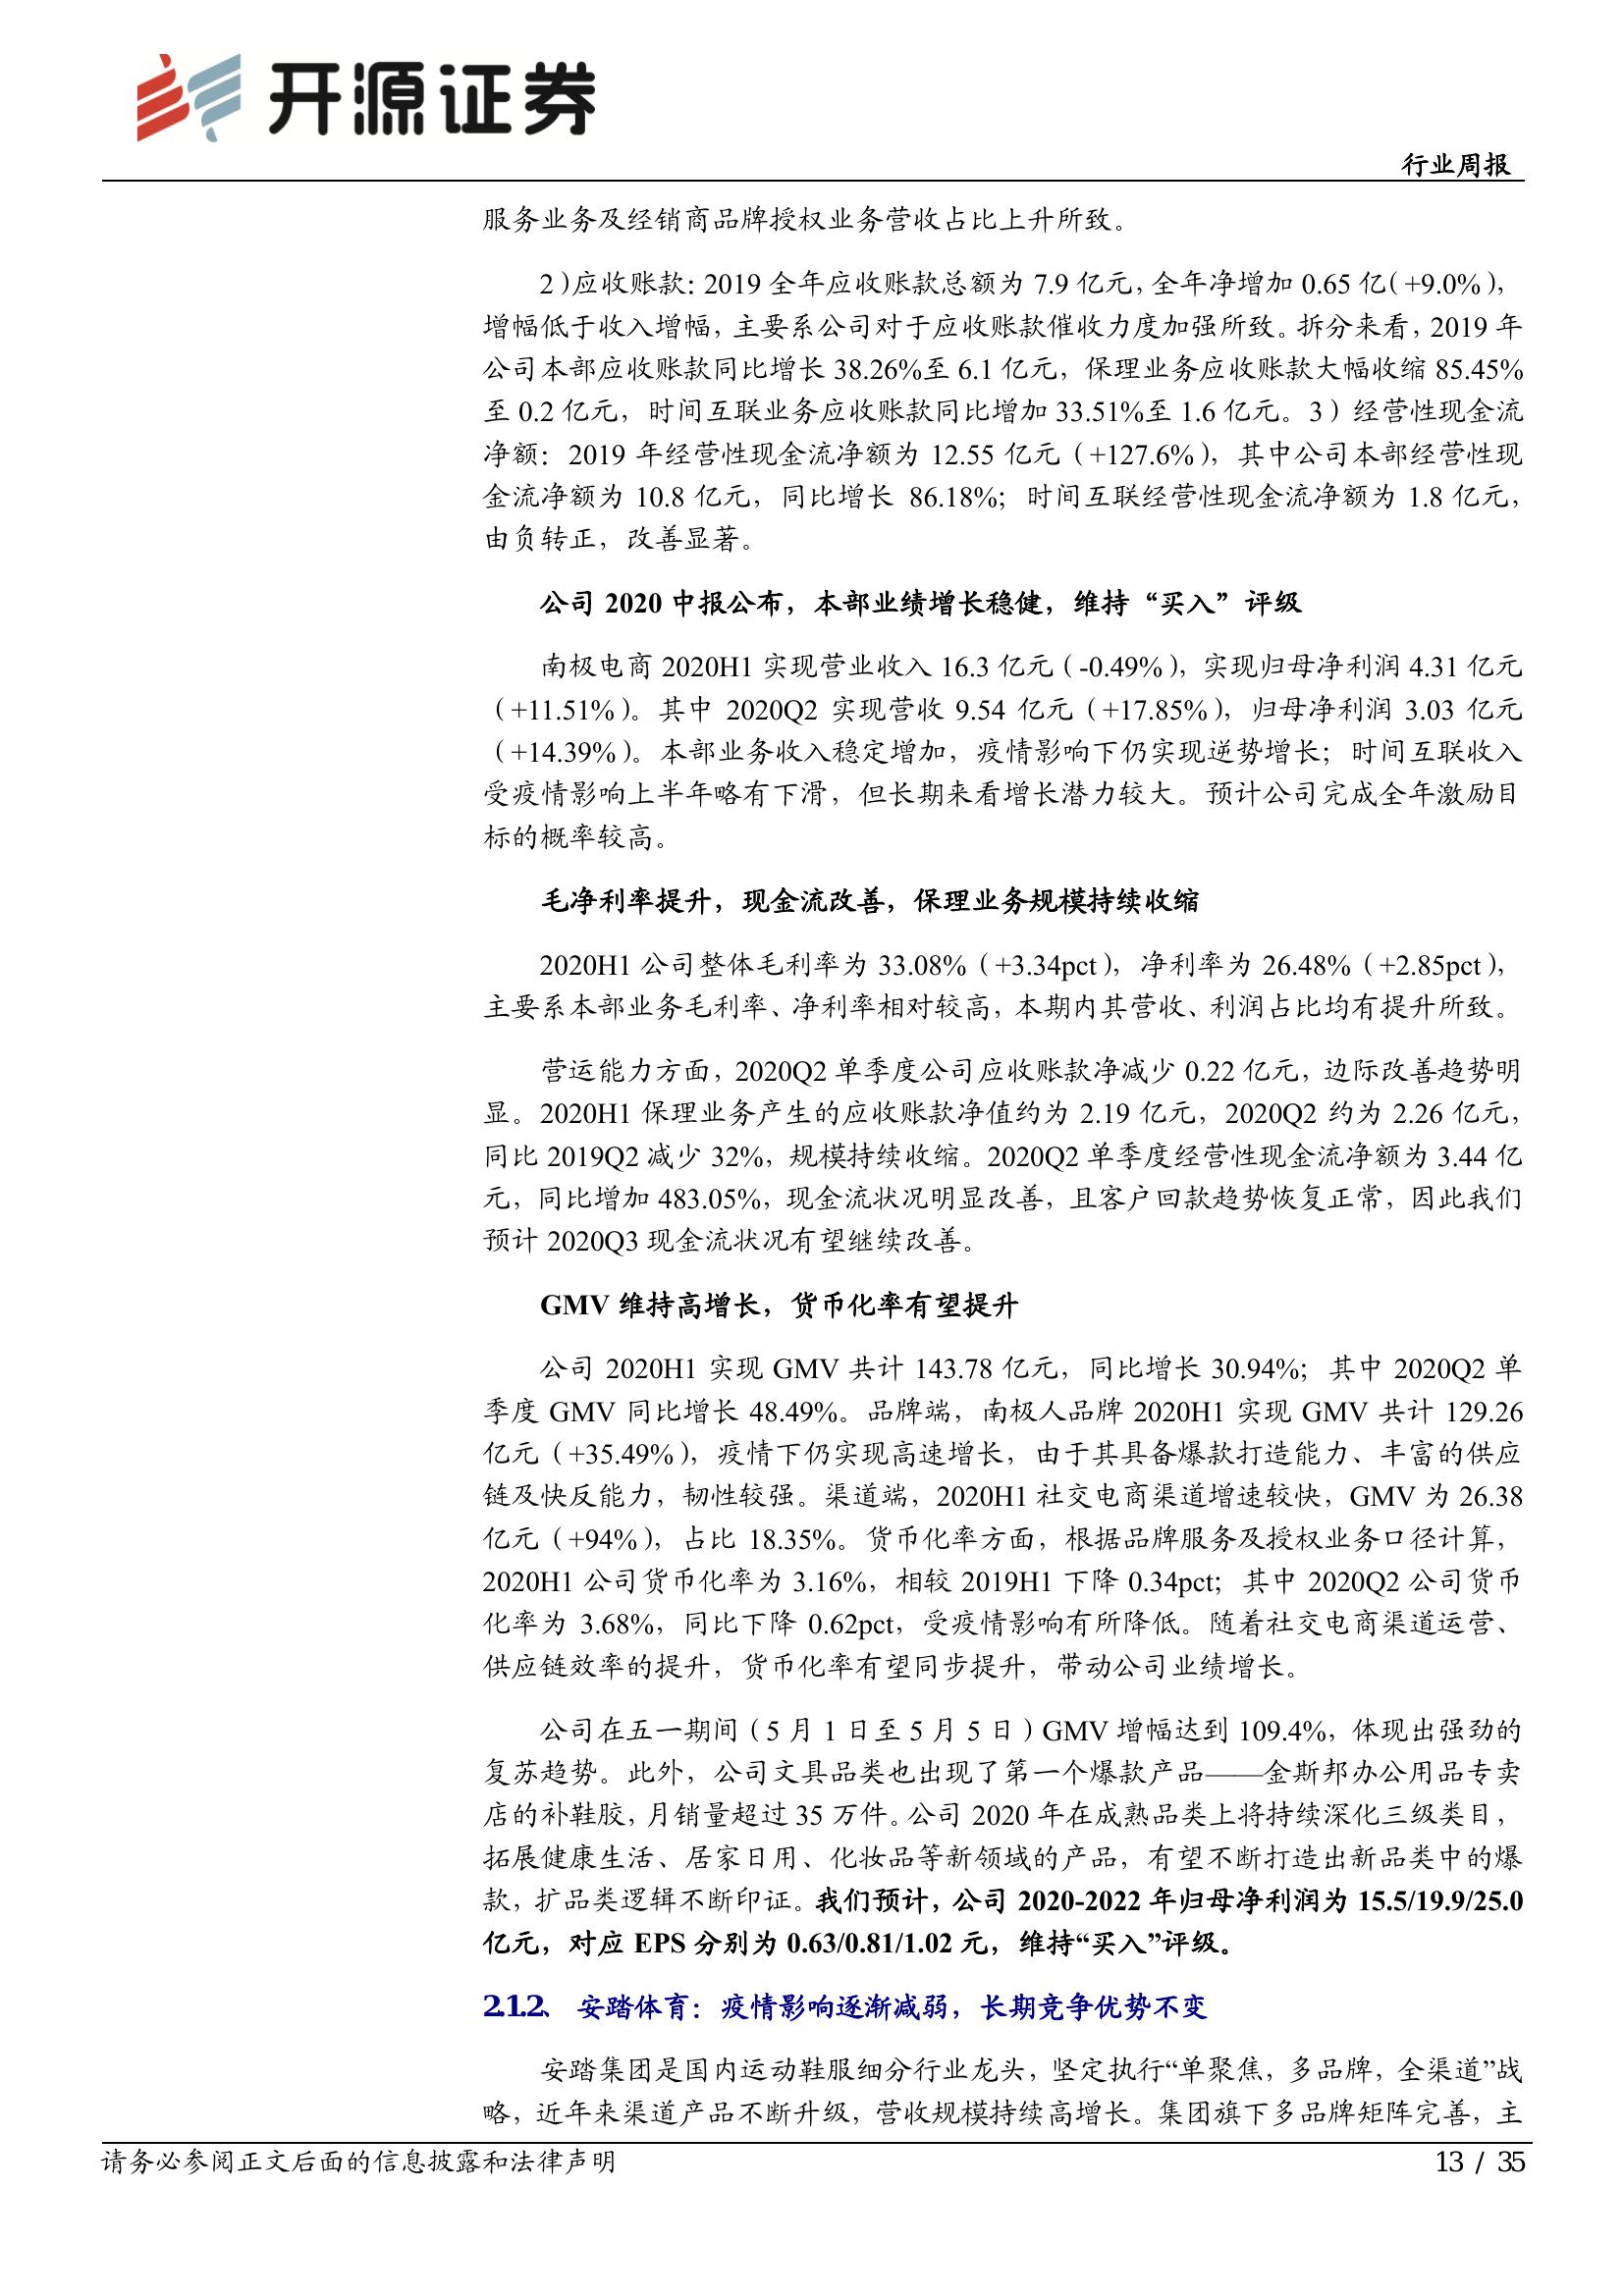 开源证券
行业周报
服务业务及经销商品牌授权业务营收占比上升所致。
2）应收账款：2019 全年应收账款总额为 7.9 亿元，全年净增加 0.65 亿（+9.0%），
增幅低于收入增幅，主要系公司对于应收账款催收力度加强所致。拆分来看，2019 年
公司本部应收账款同比增长 38.26%至 6.1 亿元，保理业务应收账款大幅收缩 85.45%
至 0.2 亿元，时间互联业务应收账款同比增加 33.51%至 1.6 亿元。3）经营性现金流
净额：2019 年经营性现金流净额为 12.55 亿元（+127.6%），其中公司本部经营性现
金流净额为 10.8 亿元，同比增长 86.18%；时间互联经营性现金流净额为 1.8 亿元，
由负转正，改善显著。
公司 2020 中报公布，本部业绩增长稳健，维持“买入”评级
南极电商 2020H1 实现营业收入 16.3 亿元（-0.49%），实现归母净利润 4.31 亿元
（+11.51%）。其中 2020Q2 实现营收 9.54 亿元（+17.85%），归母净利润 3.03 亿元
（+14.39%）。本部业务收入稳定增加，疫情影响下仍实现逆势增长；时间互联收入
受疫情影响上半年略有下滑，但长期来看增长潜力较大。预计公司完成全年激励目
标的概率较高。
毛净利率提升，现金流改善，保理业务规模持续收缩
2020H1 公司整体毛利率为 33.08%（+3.34pct），净利率为 26.48%（+2.85pct），
主要系本部业务毛利率、净利率相对较高，本期内其营收、利润占比均有提升所致。
营运能力方面，2020Q2 单季度公司应收账款净减少 0.22 亿元，边际改善趋势明
显。2020H1 保理业务产生的应收账款净值约为 2.19 亿元，2020Q2 约为 2.26 亿元，
同比 2019Q2 减少 32%，规模持续收缩。2020Q2 单季度经营性现金流净额为 3.44 亿
元，同比增加 483.05%，现金流状况明显改善，且客户回款趋势恢复正常，因此我们
预计 2020Q3 现金流状况有望继续改善。
GMV 维持高增长，货币化率有望提升
公司 2020H1 实现 GMV 共计 143.78 亿元，同比增长 30.94%；其中 2020Q2 单
季度 GMV 同比增长 48.49%。品牌端，南极人品牌 2020H1 实现 GMV 共计 129.26
亿元（+35.49%），疫情下仍实现高速增长，由于其具备爆款打造能力、丰富的供应
链及快反能力，韧性较强。渠道端，2020H1 社交电商渠道增速较快，GMV 为 26.38
亿元（+94%），占比 18.35%。货币化率方面，根据品牌服务及授权业务口径计算，
2020H1 公司货币化率为 3.16%，相较 2019H1 下降 0.34pct；其中 2020Q2 公司货币
化率为 3.68%，同比下降 0.62pct，受疫情影响有所降低。随着社交电商渠道运营、
供应链效率的提升，货币化率有望同步提升，带动公司业绩增长。
公司在五一期间（5 月 1 日至 5 月 5 日）GMV 增幅达到 109.4%，体现出强劲的
复苏趋势。此外，公司文具品类也出现了第一个爆款产品——金斯邦办公用品专卖
店的补鞋胶，月销量超过 35 万件。公司 2020 年在成熟品类上将持续深化三级类目，
拓展健康生活、居家日用、化妆品等新领域的产品，有望不断打造出新品类中的爆
款，扩品类逻辑不断印证。我们预计，公司 2020-2022 年归母净利润为 15.5/19.9/25.0
亿元，对应 EPS 分别为 0.63/0.81/1.02 元，维持“买入”评级。
2.1.2、 安踏体育：疫情影响逐渐减弱，长期竞争优势不变
安踏集团是国内运动鞋服细分行业龙头，坚定执行“单聚焦，多品牌，全渠道”战
略，近年来渠道产品不断升级，营收规模持续高增长。集团旗下多品牌矩阵完善，主
请务必参阅正文后面的信息披露和法律声明
13 / 35